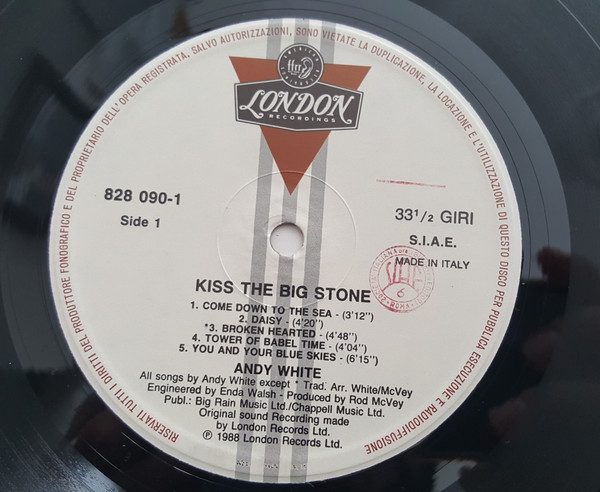 RISERVATI TUTTI I DIRITTI DEL PRODUTTORE FONOGRAFICO E DEL PROPRIETARIO DELL'OPERA REGISTRATA. SALVO AUTORIZZAZIONI, SONO VIETATE LA DUPLICAZIONE, LA LOCAZIONE E L'UTILIZZAZIONE DI QUESTO DISCO PER PUBBLICA ESECUZIONE E RADIODIFFUSIONE
LONDON
RECORDINGS
828 090-1
Side 1
33 1/2 GIRI
S.I.A.E.
MADE IN ITALY
SIAE
6
ROMA
KISS THE BIG STONE
1. COME DOWN TO THE SEA - (3'12")
2. DAISY - (4'20")
*3. BROKEN HEARTED - (4'48")
4. TOWER OF BABEL TIME - (4'04")
5. YOU AND YOUR BLUE SKIES - (6'15")
ANDY WHITE
All songs by Andy White except * Trad. Arr. White/McVey
Engineered by Enda Walsh - Produced by Rod McVey
Publ.: Big Rain Music Ltd./Chappell Music Ltd.
Original sound Recording made
by London Records Ltd.
℗ 1988 London Records Ltd.